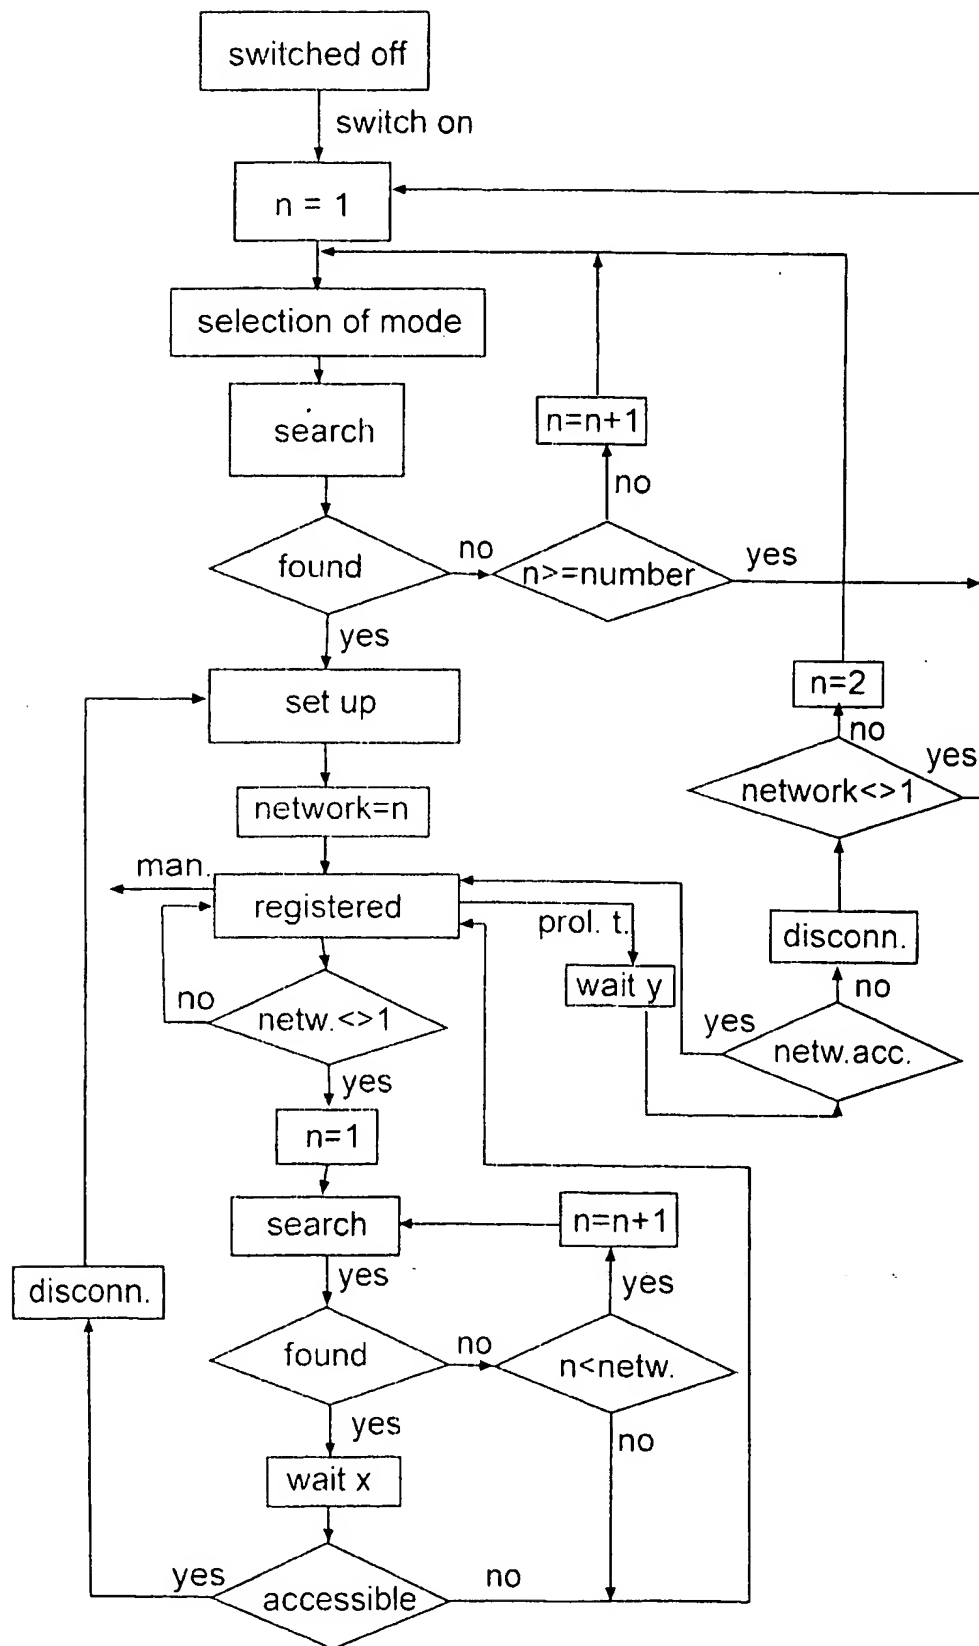 switched off
switch on
n = 1
selection of mode
search
n=n+1
no
found
no
n>=number
yes
yes
set up
n=2
no
yes
network<>1
network=n
man.
registered
prol. t.
disconn.
no
wait y
no
netw.<>1
yes
netw.acc.
yes
n=1
search
n=n+1
yes
yes
disconn.
found
no
n<netw.
yes
no
wait x
yes
accessible
no